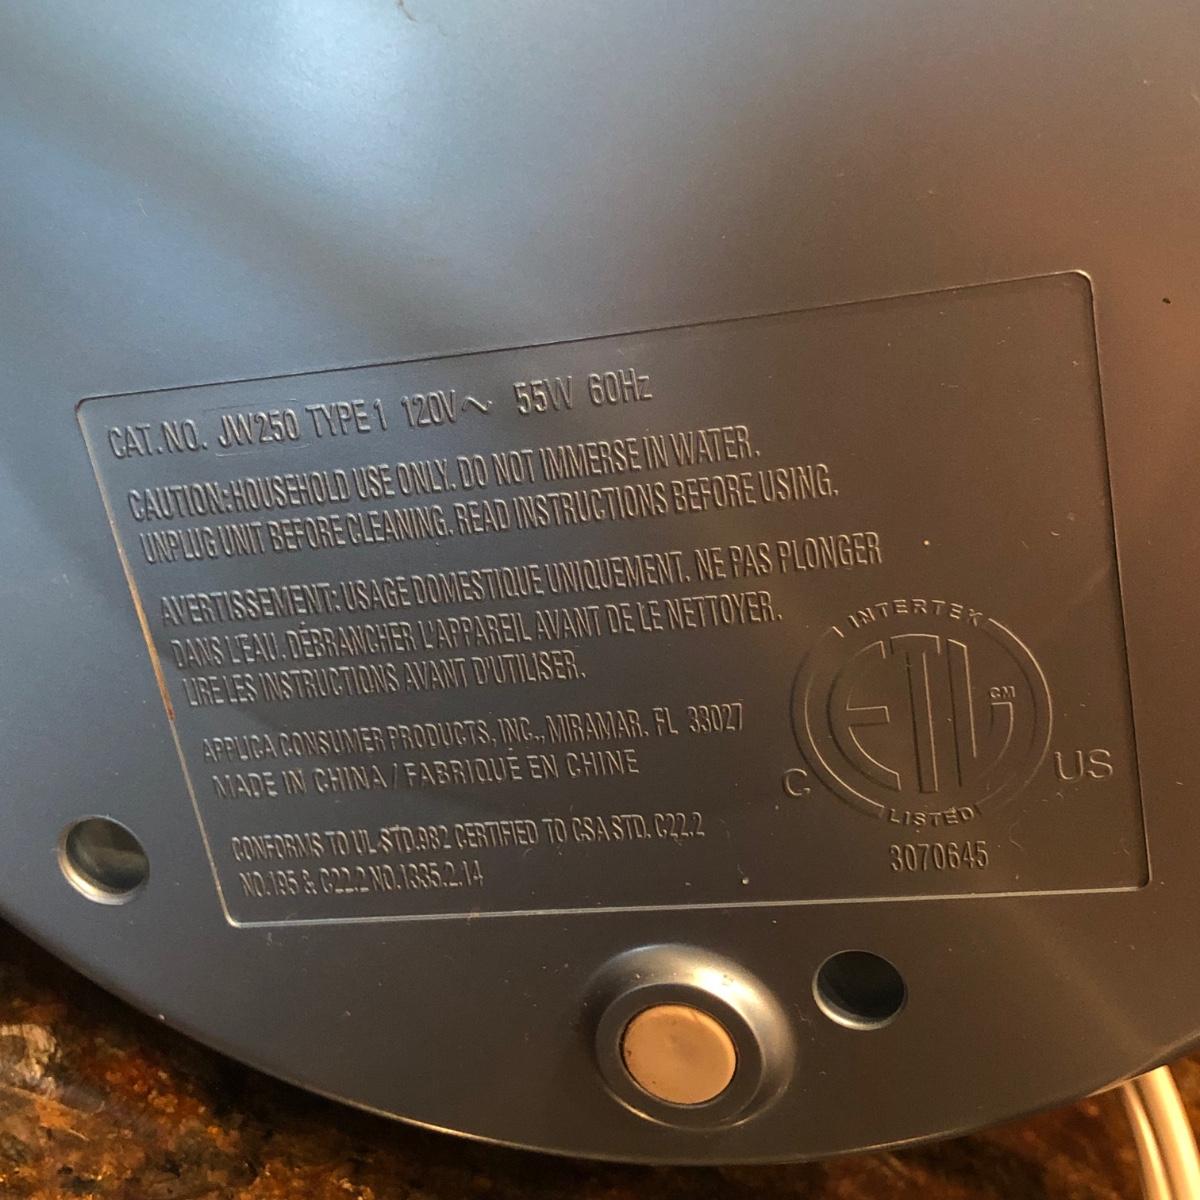 CAT. NO. JW250 TYPE 1 120V ~ 55W 60Hz
CAUTION: HOUSEHOLD USE ONLY. DO NOT IMMERSE IN WATER.
UNPLUG UNIT BEFORE CLEANING. READ INSTRUCTIONS BEFORE USING.
AVERTISSEMENT: USAGE DOMESTIQUE UNIQUEMENT. NE PAS PLONGER
DANS L'EAU. DÉBRANCHER L'APPAREIL AVANT DE LE NETTOYER.
LIRE LES INSTRUCTIONS AVANT D'UTILISER.
APPLICA CONSUMER PRODUCTS, INC., MIRAMAR, FL 33027
MADE IN CHINA / FABRIQUÉ EN CHINE
CONFORMS TO UL STD.982 CERTIFIED TO CSA STD. C22.2
NO.195 & C22.2 NO.1335.2.14
INTERTEK
ETL CM
C US
LISTED
3070645